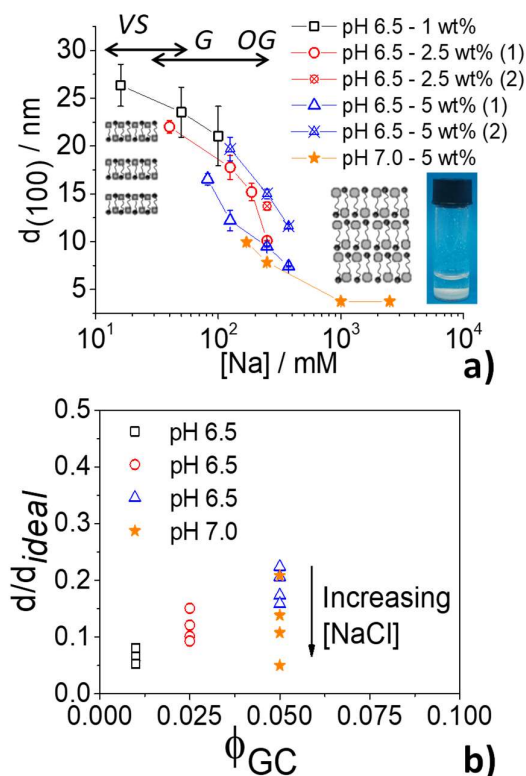 VS G OG
pH 6.5 - 1 wt%
pH 6.5 - 2.5 wt% (1)
pH 6.5 - 2.5 wt% (2)
pH 6.5 - 5 wt% (1)
pH 6.5 - 5 wt% (2)
pH 7.0 - 5 wt%
d(100) / nm
30
25
20
15
10
5
10¹ 10² 10³ 10⁴
[Na] / mM
a)
d/d ideal
0.5
0.4
0.3
0.2
0.1
0.0
pH 6.5
pH 6.5
pH 6.5
pH 7.0
Increasing
[NaCl]
0.000 0.025 0.050 0.075 0.100
ϕGC
b)